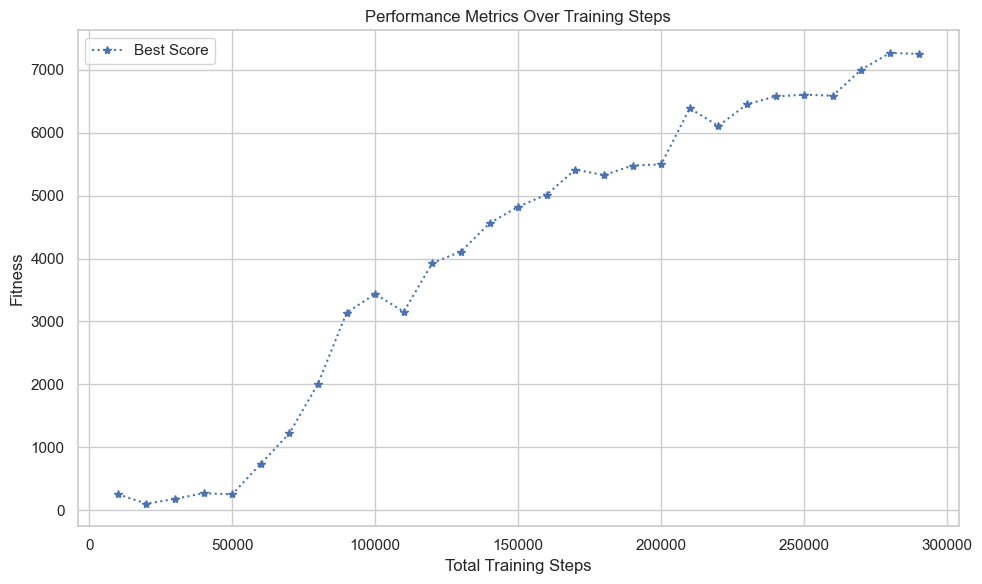 Performance Metrics Over Training Steps
Best Score
Fitness
7000
6000
5000
4000
3000
2000
1000
0
0 50000 100000 150000 200000 250000 300000
Total Training Steps